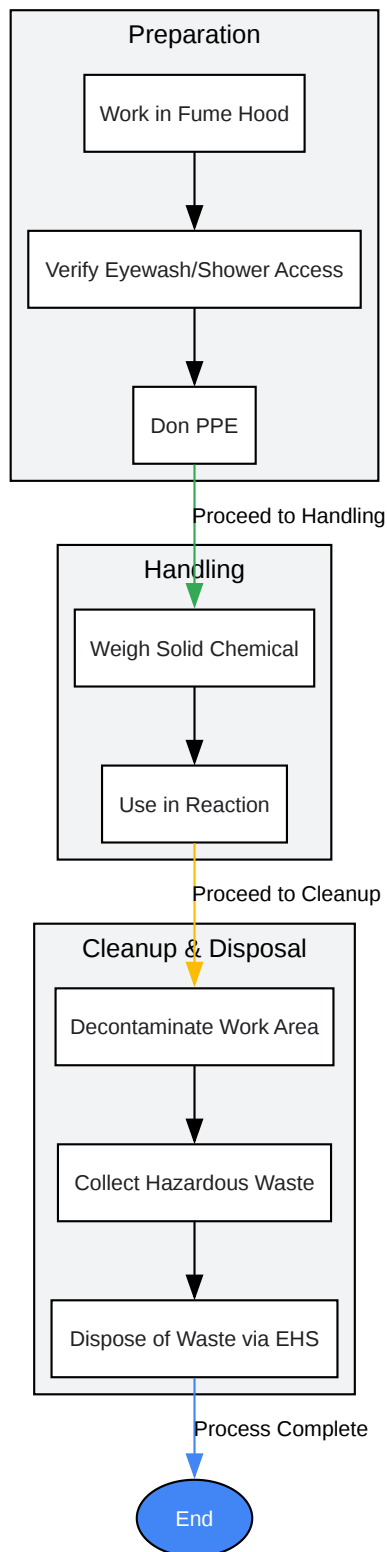 Preparation
Work in Fume Hood
Verify Eyewash/Shower Access
Don PPE
Proceed to Handling
Handling
Weigh Solid Chemical
Use in Reaction
Proceed to Cleanup
Cleanup & Disposal
Decontaminate Work Area
Collect Hazardous Waste
Dispose of Waste via EHS
Process Complete
End